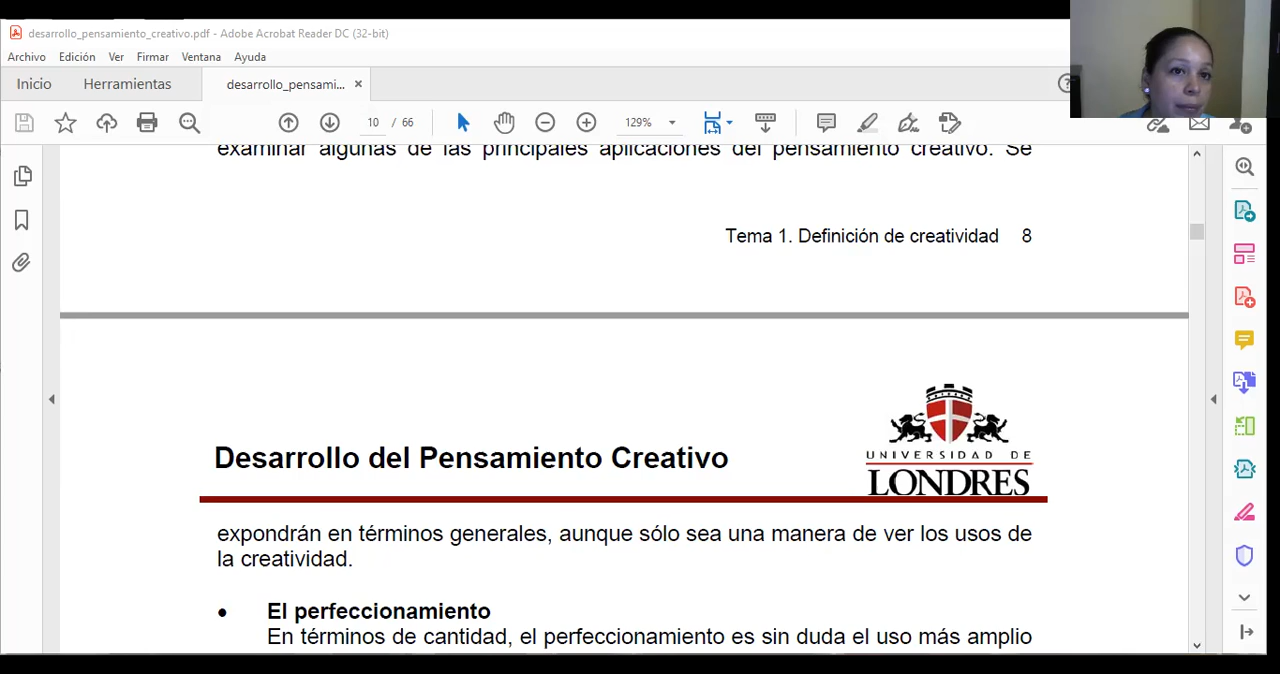 desarrollo_pensamiento_creativo.pdf - Adobe Acrobat Reader DC (32-bit)
Archivo Edición Ver Firmar Ventana Ayuda
Inicio Herramientas desarrollo_pensami... ×
10 / 66 129%
examinar algunas de las principales aplicaciones del pensamiento creativo. Se
Tema 1. Definición de creatividad 8
UNIVERSIDAD DE
LONDRES
Desarrollo del Pensamiento Creativo
expondrán en términos generales, aunque sólo sea una manera de ver los usos de
la creatividad.
• El perfeccionamiento
En términos de cantidad, el perfeccionamiento es sin duda el uso más amplio